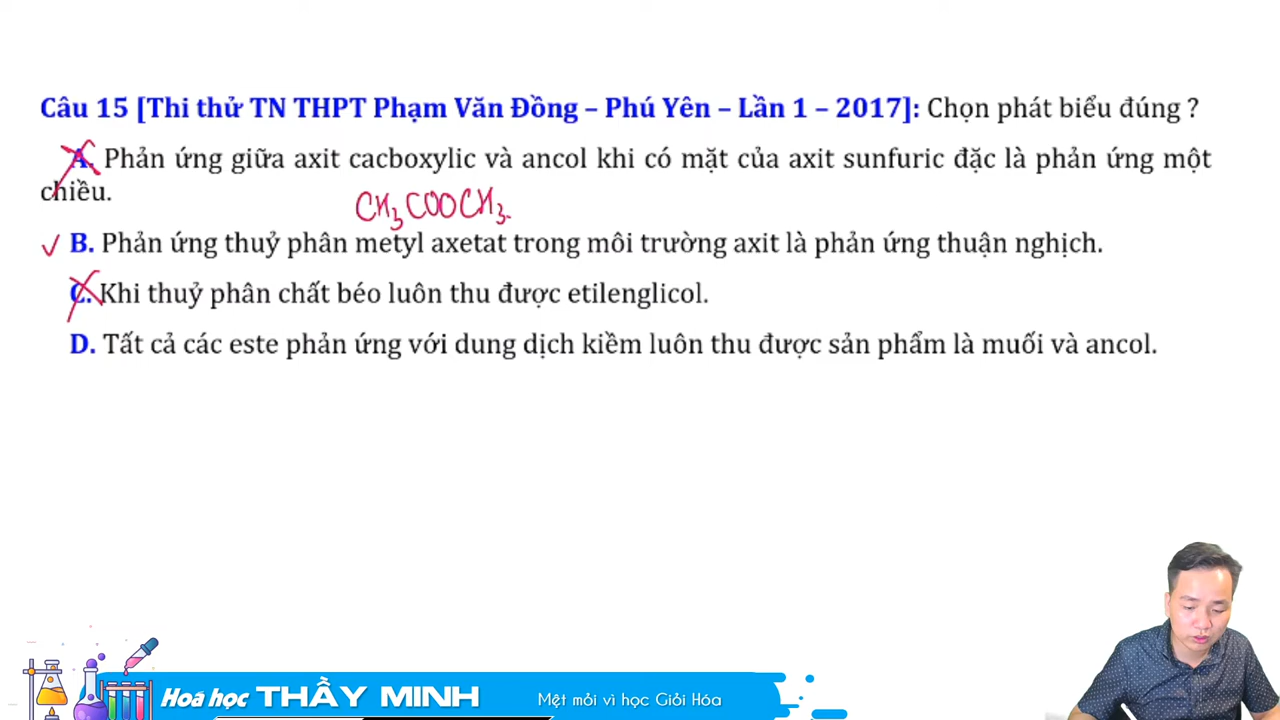 Câu 15 [Thi thử TN THPT Phạm Văn Đồng – Phú Yên – Lần 1 – 2017]: Chọn phát biểu đúng ?
A. Phản ứng giữa axit cacboxylic và ancol khi có mặt của axit sunfuric đặc là phản ứng một
chiều.
CH3COOCH3
B. Phản ứng thuỷ phân metyl axetat trong môi trường axit là phản ứng thuận nghịch.
C. Khi thuỷ phân chất béo luôn thu được etilenglicol.
D. Tất cả các este phản ứng với dung dịch kiềm luôn thu được sản phẩm là muối và ancol.
Hoá học THẦY MINH
Mệt mỏi vì học Giỏi Hóa